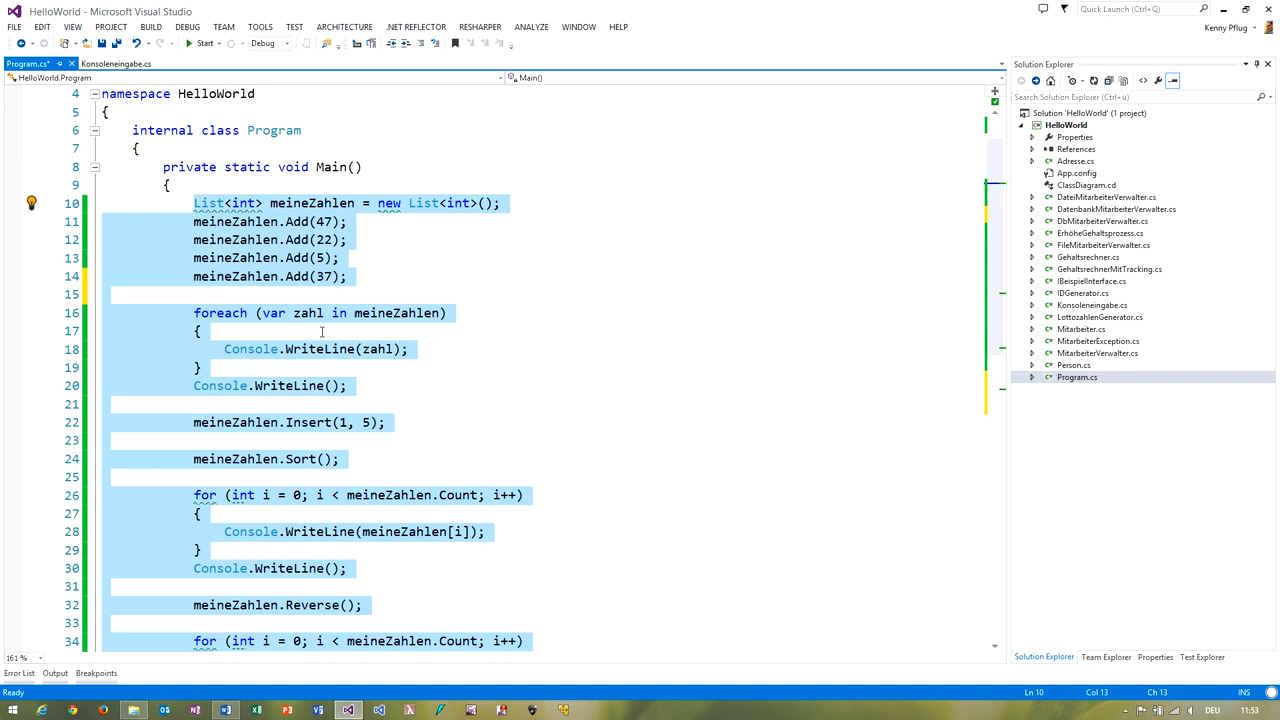 HelloWorld - Microsoft Visual Studio
Quick Launch (Ctrl+Q)
FILE EDIT VIEW PROJECT BUILD DEBUG TEAM TOOLS TEST ARCHITECTURE .NET REFLECTOR RESHARPER ANALYZE WINDOW HELP
Kenny Pflug
Start Debug
Program.cs* Konsoleneingabe.cs
HelloWorld.Program Main()
4 namespace HelloWorld
5 {
6 internal class Program
7 {
8 private static void Main()
9 {
10 List<int> meineZahlen = new List<int>();
11 meineZahlen.Add(47);
12 meineZahlen.Add(22);
13 meineZahlen.Add(5);
14 meineZahlen.Add(37);
15
16 foreach (var zahl in meineZahlen)
17 {
18 Console.WriteLine(zahl);
19 }
20 Console.WriteLine();
21
22 meineZahlen.Insert(1, 5);
23
24 meineZahlen.Sort();
25
26 for (int i = 0; i < meineZahlen.Count; i++)
27 {
28 Console.WriteLine(meineZahlen[i]);
29 }
30 Console.WriteLine();
31
32 meineZahlen.Reverse();
33
34 for (int i = 0; i < meineZahlen.Count; i++)
161 %
Solution Explorer
Search Solution Explorer (Ctrl+ü)
Solution 'HelloWorld' (1 project)
HelloWorld
Properties
References
Adresse.cs
App.config
ClassDiagram.cd
DateiMitarbeiterVerwalter.cs
DatenbankMitarbeiterVerwalter.cs
DbMitarbeiterVerwalter.cs
ErhöheGehaltsprozess.cs
FileMitarbeiterVerwalter.cs
Gehaltsrechner.cs
GehaltsrechnerMitTracking.cs
IBeispielInterface.cs
IDGenerator.cs
Konsoleneingabe.cs
LottozahlenGenerator.cs
Mitarbeiter.cs
MitarbeiterException.cs
MitarbeiterVerwalter.cs
Person.cs
Program.cs
Solution Explorer Team Explorer Properties Test Explorer
Error List Output Breakpoints
Ready Ln 10 Col 13 Ch 13 INS
DEU 11:53